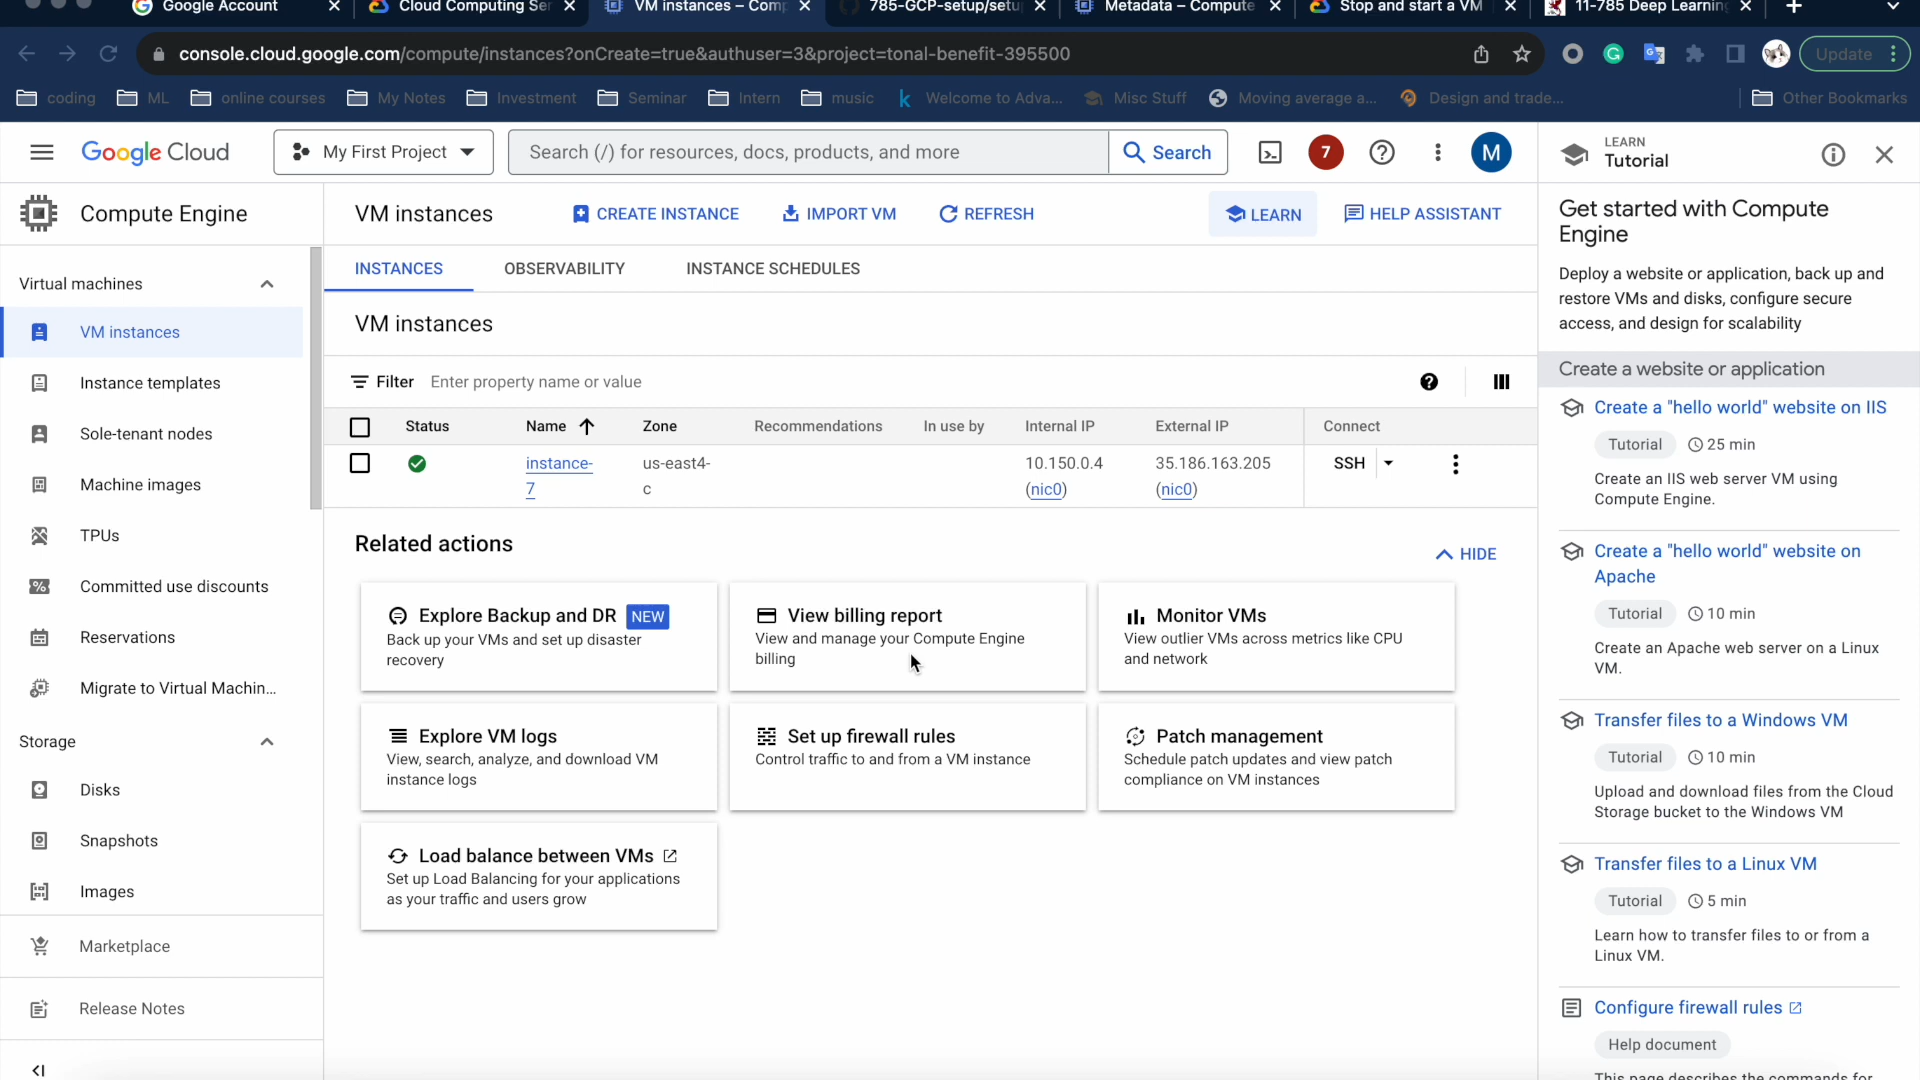 Google Account
Cloud Computing Ser
VM instances – Comp
785-GCP-setup/setu
Metadata – Compute
Stop and start a VM
11-785 Deep Learning
console.cloud.google.com/compute/instances?onCreate=true&authuser=3&project=tonal-benefit-395500
Update
coding
ML
online courses
My Notes
Investment
Seminar
Intern
music
Welcome to Adva...
Misc Stuff
Moving average a...
Design and trade...
Other Bookmarks
Google Cloud
My First Project
Search (/) for resources, docs, products, and more
Search
7
M
LEARN
Tutorial
Compute Engine
VM instances
CREATE INSTANCE
IMPORT VM
REFRESH
LEARN
HELP ASSISTANT
INSTANCES
OBSERVABILITY
INSTANCE SCHEDULES
Virtual machines
VM instances
Instance templates
Sole-tenant nodes
Machine images
TPUs
Committed use discounts
Reservations
Migrate to Virtual Machin...
Storage
Disks
Snapshots
Images
Marketplace
Release Notes
VM instances
Filter
Enter property name or value
Status
Name
Zone
Recommendations
In use by
Internal IP
External IP
Connect
instance-
7
us-east4-
c
10.150.0.4
(nic0)
35.186.163.205
(nic0)
SSH
Related actions
HIDE
Explore Backup and DR NEW
Back up your VMs and set up disaster
recovery
View billing report
View and manage your Compute Engine
billing
Monitor VMs
View outlier VMs across metrics like CPU
and network
Explore VM logs
View, search, analyze, and download VM
instance logs
Set up firewall rules
Control traffic to and from a VM instance
Patch management
Schedule patch updates and view patch
compliance on VM instances
Load balance between VMs
Set up Load Balancing for your applications
as your traffic and users grow
Get started with Compute
Engine
Deploy a website or application, back up and
restore VMs and disks, configure secure
access, and design for scalability
Create a website or application
Create a "hello world" website on IIS
Tutorial
25 min
Create an IIS web server VM using
Compute Engine.
Create a "hello world" website on
Apache
Tutorial
10 min
Create an Apache web server on a Linux
VM.
Transfer files to a Windows VM
Tutorial
10 min
Upload and download files from the Cloud
Storage bucket to the Windows VM
Transfer files to a Linux VM
Tutorial
5 min
Learn how to transfer files to or from a
Linux VM.
Configure firewall rules
Help document
This page describes the commands for